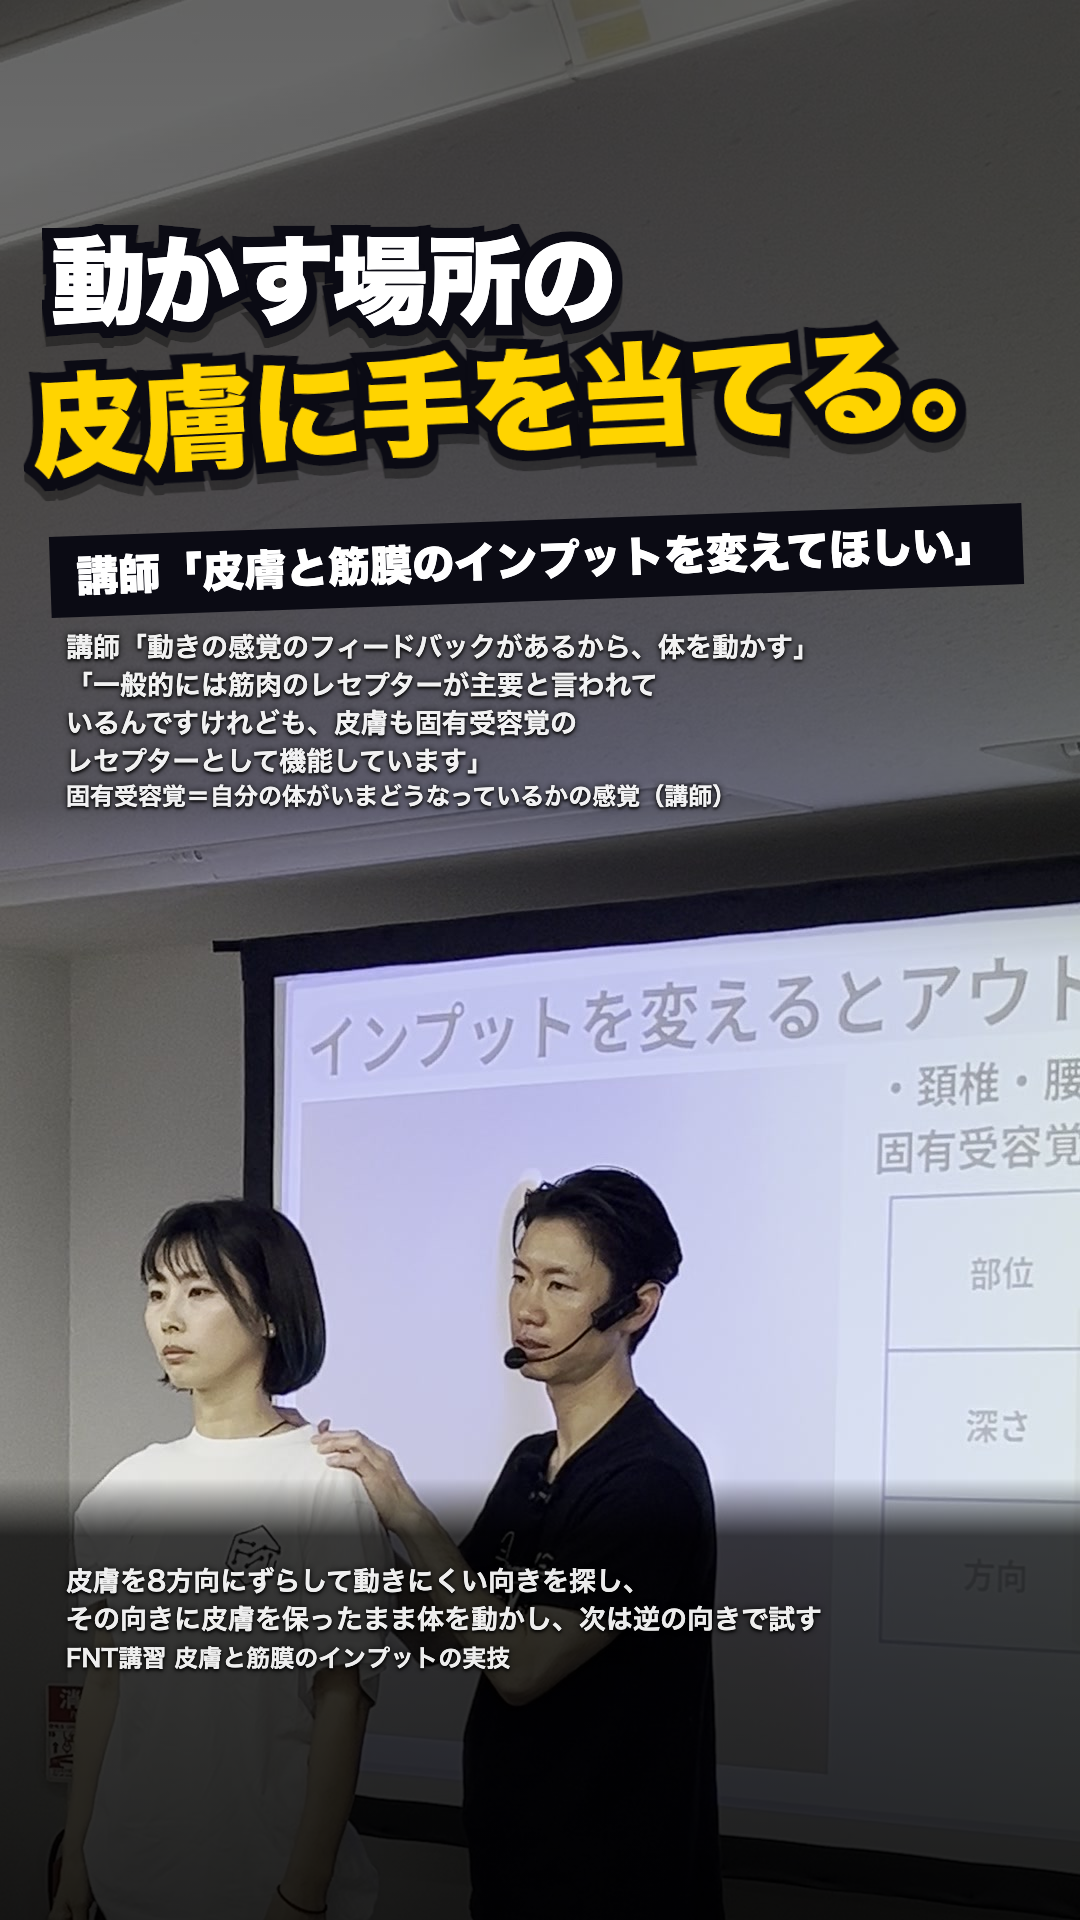 動かす場所の
皮膚に手を当てる。
講師「皮膚と筋膜のインプットを変えてほしい」
講師「動きの感覚のフィードバックがあるから、体を動かす」
「一般的には筋肉のレセプターが主要と言われて
いるんですけれども、皮膚も固有受容覚の
レセプターとして機能しています」
固有受容覚＝自分の体がいまどうなっているかの感覚（講師）
インプットを変えるとアウト
・頚椎・腰
固有受容覚
部位
深さ
方向
皮膚を8方向にずらして動きにくい向きを探し、
その向きに皮膚を保ったまま体を動かし、次は逆の向きで試す
FNT講習 皮膚と筋膜のインプットの実技
消